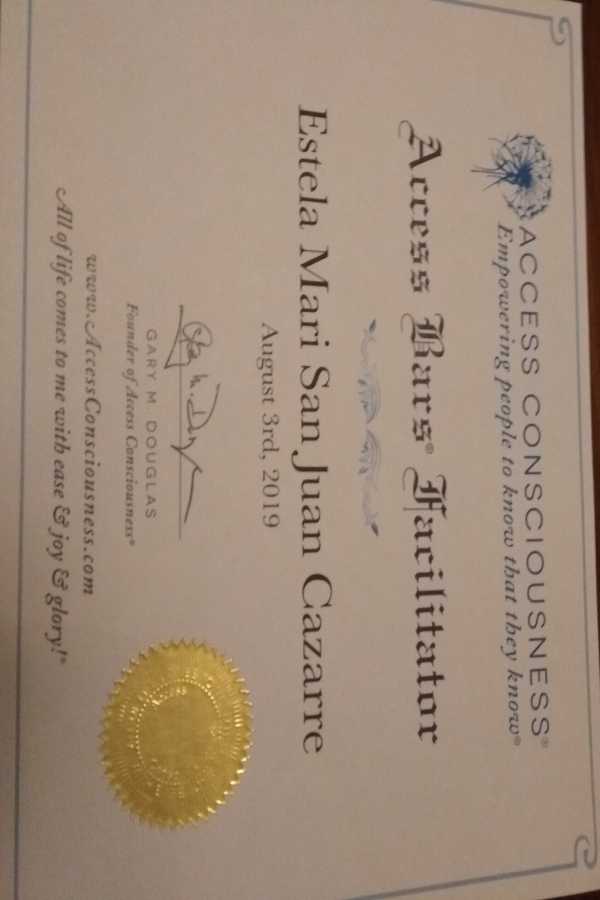 ACCESS CONSCIOUSNESS®
Empowering people to know that they know®
Access Bars® Facilitator
Estela Mari San Juan Cazarre
August 3rd, 2019
GARY M. DOUGLAS
Founder of Access Consciousness®
www.AccessConsciousness.com
All of life comes to me with ease & joy & glory!®